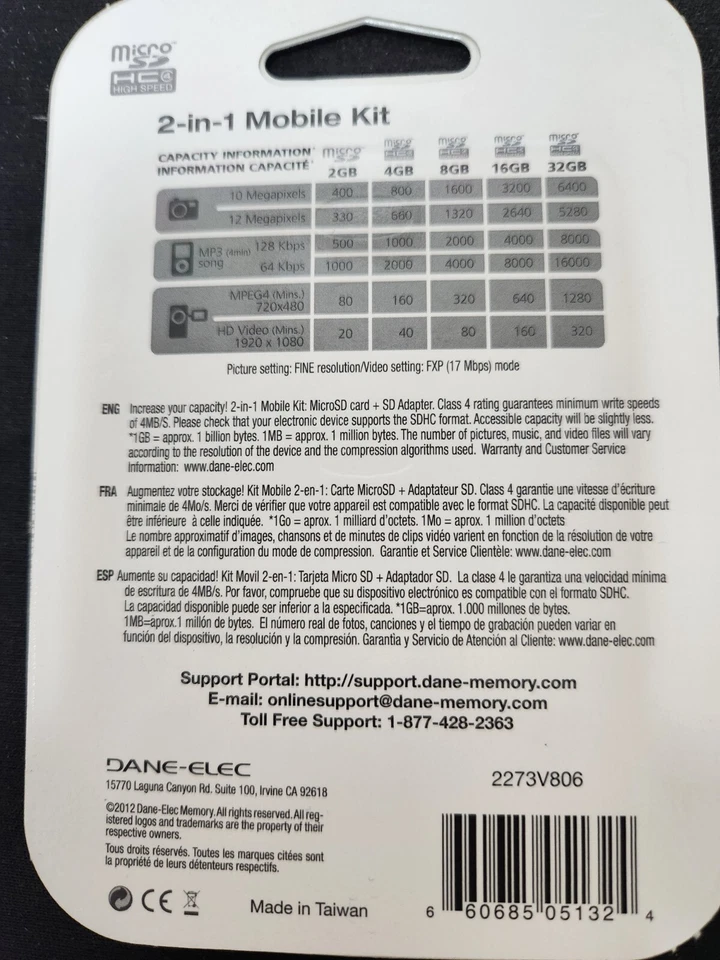 micro
SD
HC 4
HIGH SPEED
2-in-1 Mobile Kit
CAPACITY INFORMATION*
INFORMATION CAPACITÉ*
micro SD 2GB micro SD HC 4GB micro SD HC 8GB micro SD HC 16GB micro SD HC 32GB
10 Megapixels 400 800 1600 3200 6400
12 Megapixels 330 660 1320 2640 5280
MP3 (4min) song 128 Kbps 500 1000 2000 4000 8000
64 Kbps 1000 2000 4000 8000 16000
MPEG4 (Mins.) 720x480 80 160 320 640 1280
HD Video (Mins.) 1920 x 1080 20 40 80 160 320
Picture setting: FINE resolution/Video setting: FXP (17 Mbps) mode
ENG Increase your capacity! 2-in-1 Mobile Kit: MicroSD card + SD Adapter. Class 4 rating guarantees minimum write speeds
of 4MB/S. Please check that your electronic device supports the SDHC format. Accessible capacity will be slightly less.
*1GB = approx. 1 billion bytes. 1MB = approx. 1 million bytes. The number of pictures, music, and video files will vary
according to the resolution of the device and the compression algorithms used. Warranty and Customer Service
Information: www.dane-elec.com
FRA Augmentez votre stockage! Kit Mobile 2-en-1: Carte MicroSD + Adaptateur SD. Class 4 garantie une vitesse d'écriture
minimale de 4Mo/s. Merci de vérifier que votre appareil est compatible avec le format SDHC. La capacité disponible peut
être inférieure à celle indiquée. *1Go = aprox. 1 milliard d'octets. 1Mo = aprox. 1 million d'octets
Le nombre approximatif d'images, chansons et de minutes de clips vidéo varient en fonction de la résolution de votre
appareil et de la configuration du mode de compression. Garantie et Service Clientèle: www.dane-elec.com
ESP Aumente su capacidad! Kit Movil 2-en-1: Tarjeta Micro SD + Adaptador SD. La clase 4 le garantiza una velocidad mínima
de escritura de 4MB/s. Por favor, compruebe que su dispositivo electrónico es compatible con el formato SDHC.
La capacidad disponible puede ser inferior a la especificada. *1GB=aprox. 1.000 millones de bytes.
1MB=aprox.1 millón de bytes. El número real de fotos, canciones y el tiempo de grabación pueden variar en
función del dispositivo, la resolución y la compresión. Garantia y Servicio de Atención al Cliente: www.dane-elec.com
Support Portal: http://support.dane-memory.com
E-mail: onlinesupport@dane-memory.com
Toll Free Support: 1-877-428-2363
DANE-ELEC
15770 Laguna Canyon Rd. Suite 100, Irvine CA 92618
2273V806
©2012 Dane-Elec Memory. All rights reserved. All reg-
istered logos and trademarks are the property of their
respective owners.
Tous droits réservés. Toutes les marques citées sont
la propriété de leurs détenteurs respectifs.
CE
Made in Taiwan
6 60685 05132 4